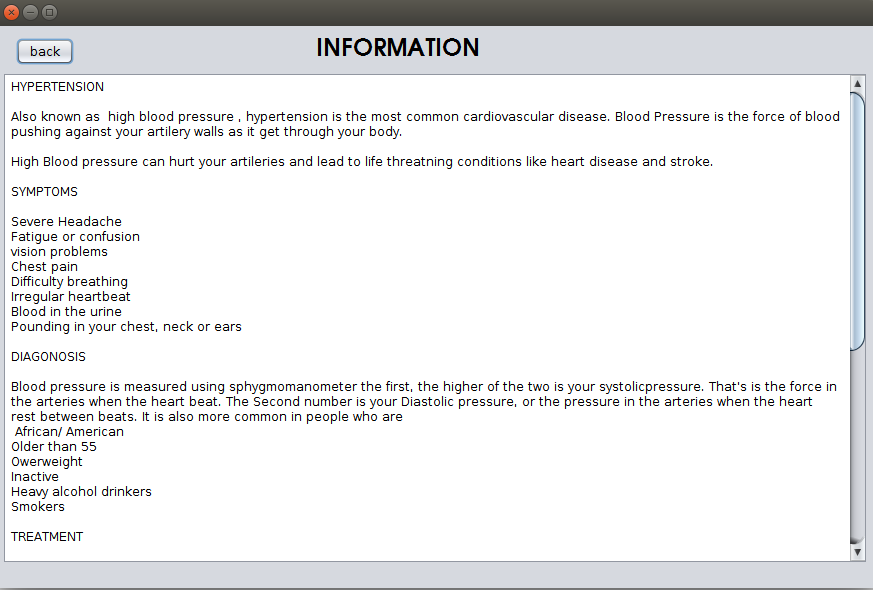 back
INFORMATION
HYPERTENSION
Also known as  high blood pressure , hypertension is the most common cardiovascular disease. Blood Pressure is the force of blood
pushing against your artilery walls as it get through your body.
High Blood pressure can hurt your artileries and lead to life threatning conditions like heart disease and stroke.
SYMPTOMS
Severe Headache
Fatigue or confusion
vision problems
Chest pain
Difficulty breathing
Irregular heartbeat
Blood in the urine
Pounding in your chest, neck or ears
DIAGONOSIS
Blood pressure is measured using sphygmomanometer the first, the higher of the two is your systolicpressure. That's is the force in
the arteries when the heart beat. The Second number is your Diastolic pressure, or the pressure in the arteries when the heart
rest between beats. It is also more common in people who are
African/ American
Older than 55
Owerweight
Inactive
Heavy alcohol drinkers
Smokers
TREATMENT